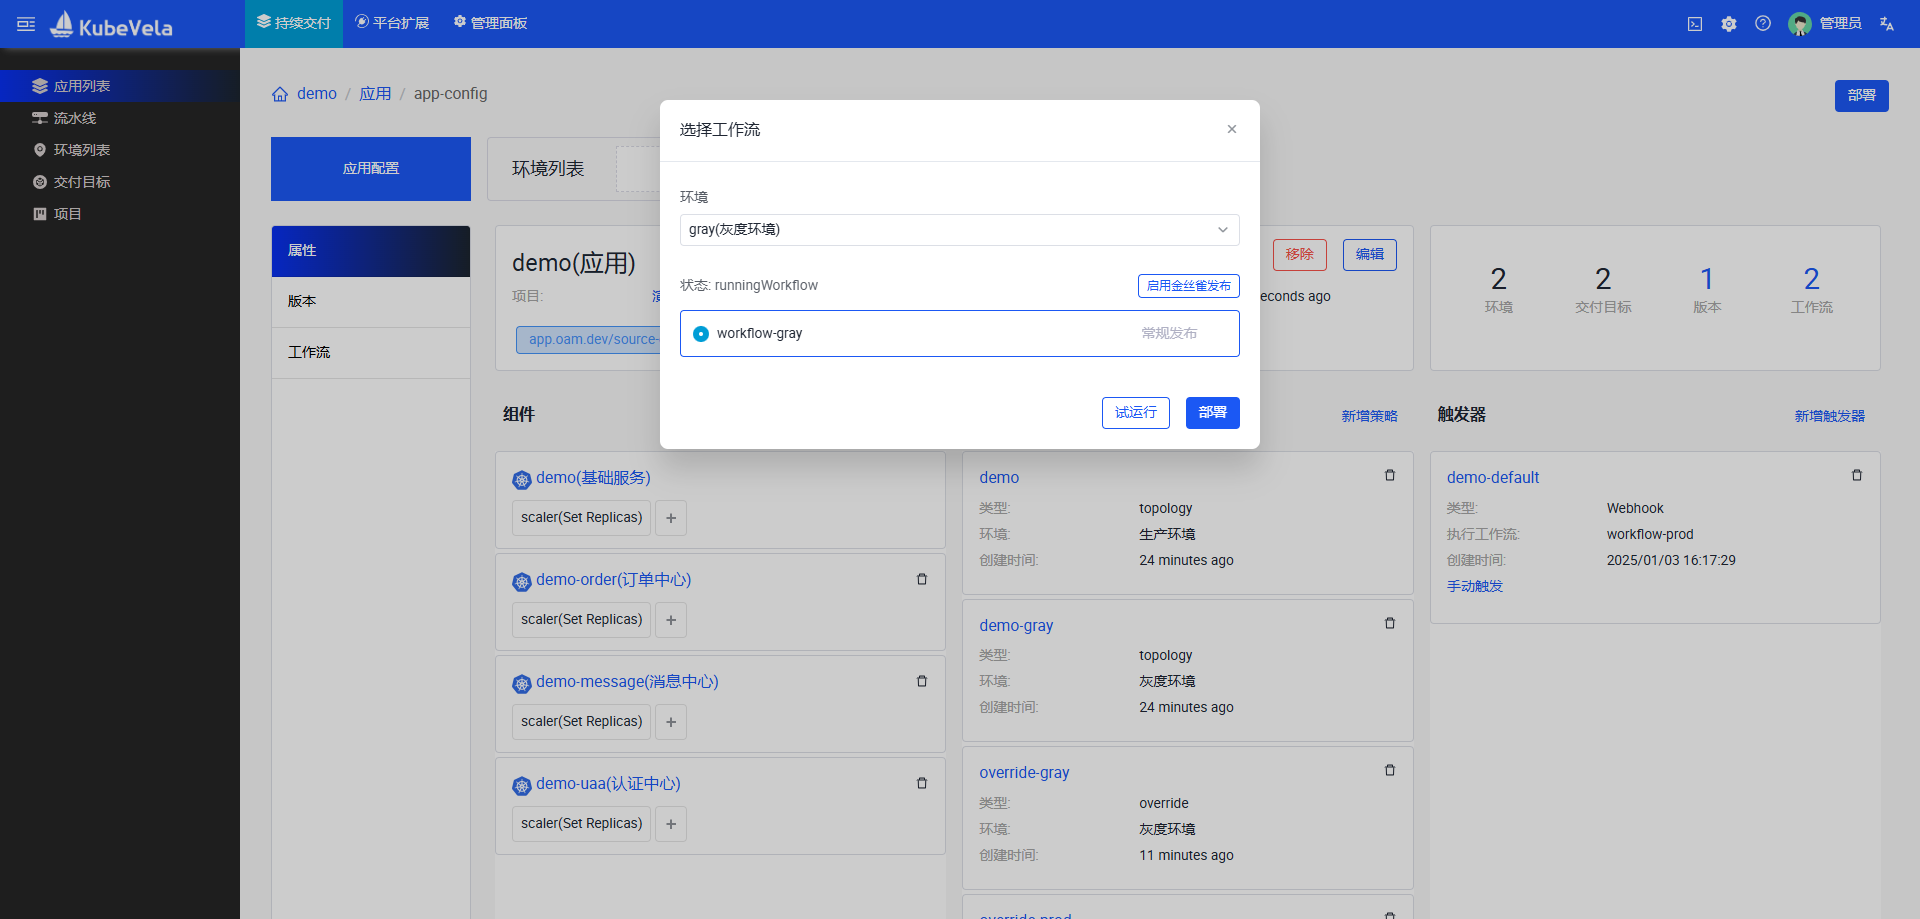 KubeVela
持续交付
平台扩展
管理面板
管理员
应用列表
流水线
环境列表
交付目标
项目
demo / 应用 / app-config
部署
应用配置
环境列表
属性
版本
工作流
demo(应用)
项目:
移除
编辑
econds ago
app.oam.dev/source-
2
环境
2
交付目标
1
版本
2
工作流
选择工作流
环境
gray(灰度环境)
状态: runningWorkflow
启用金丝雀发布
workflow-gray
常规发布
试运行
部署
组件
demo(基础服务)
scaler(Set Replicas)
demo-order(订单中心)
scaler(Set Replicas)
demo-message(消息中心)
scaler(Set Replicas)
demo-uaa(认证中心)
scaler(Set Replicas)
新增策略
demo
类型: topology
环境: 生产环境
创建时间: 24 minutes ago
demo-gray
类型: topology
环境: 灰度环境
创建时间: 24 minutes ago
override-gray
类型: override
环境: 灰度环境
创建时间: 11 minutes ago
override-prod
触发器
新增触发器
demo-default
类型: Webhook
执行工作流: workflow-prod
创建时间: 2025/01/03 16:17:29
手动触发